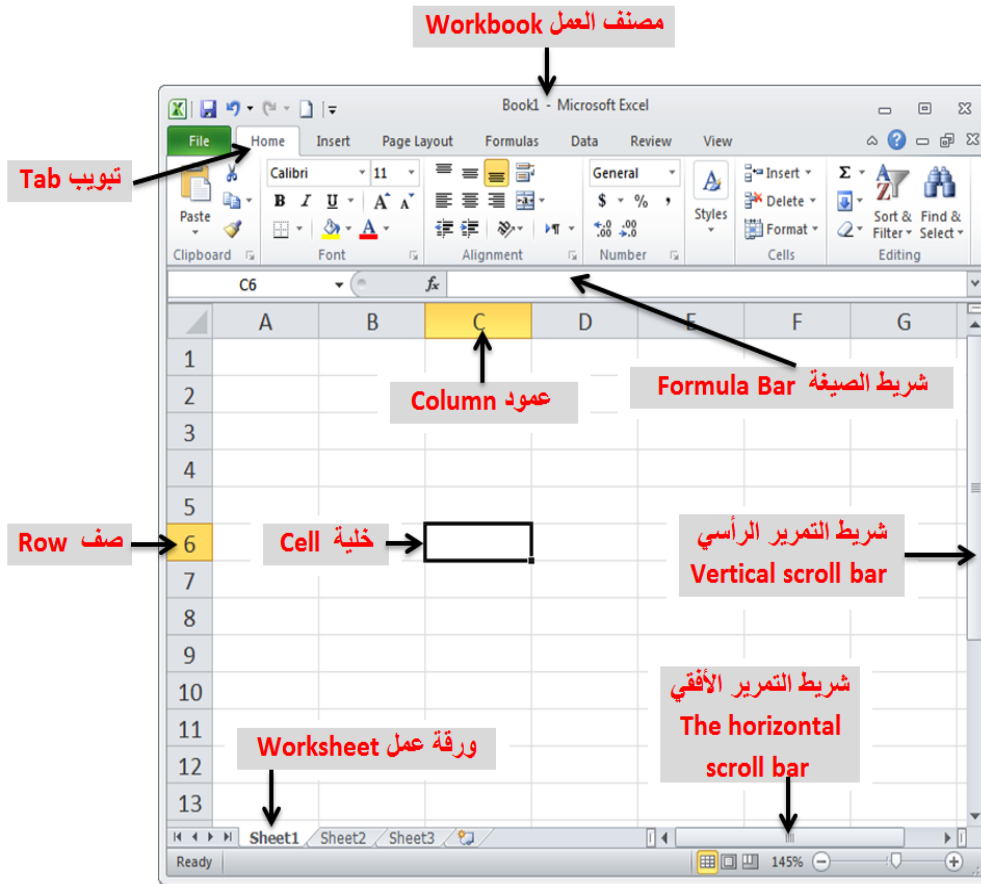 مصنف العمل Workbook
Book1 - Microsoft Excel
File Home Insert Page Layout Formulas Data Review View
تبويب Tab
Calibri 11 General Insert Σ
B I U A A $ % , Delete
Paste Styles Sort & Find &
A Format Filter Select
Clipboard Font Alignment Number Cells Editing
C6 fx
A B C D E F G
1
شريط الصيغة Formula Bar
2
عمود Column
3
4
5
صف Row
6
خلية Cell
شريط التمرير الرأسي
Vertical scroll bar
7
8
9
شريط التمرير الأفقي
The horizontal
scroll bar
10
11
ورقة عمل Worksheet
12
13
Sheet1 Sheet2 Sheet3
Ready 145%